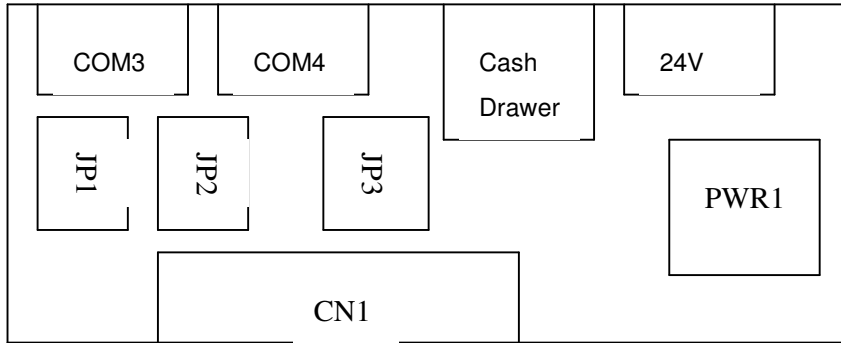 COM3
COM4
Cash
Drawer
24V
JP1
JP2
JP3
PWR1
CN1